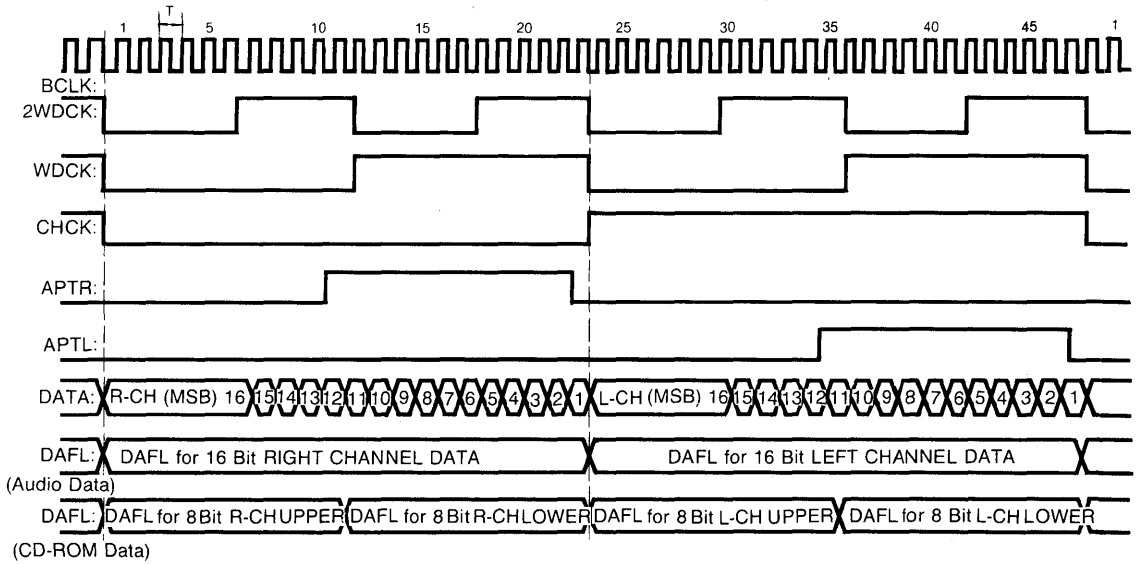 T
1 5 10 15 20 25 30 35 40 45 1
BCLK:
2WDCK:
WDCK:
CHCK:
APTR:
APTL:
DATA: R-CH (MSB) 16 15 14 13 12 11 10 9 8 7 6 5 4 3 2 1 L-CH (MSB) 16 15 14 13 12 11 10 9 8 7 6 5 4 3 2 1
DAFL: DAFL for 16 Bit RIGHT CHANNEL DATA DAFL for 16 Bit LEFT CHANNEL DATA
(Audio Data)
DAFL: DAFL for 8 Bit R-CH UPPER DAFL for 8 Bit R-CH LOWER DAFL for 8 Bit L-CH UPPER DAFL for 8 Bit L-CH LOWER
(CD-ROM Data)